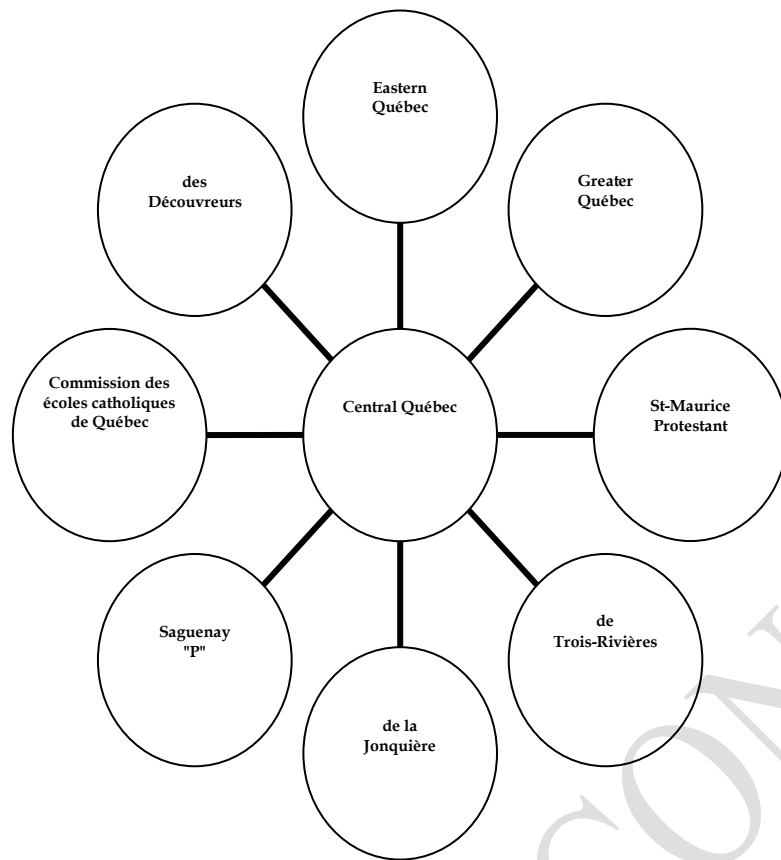 Eastern
Québec
Greater
Québec
des
Découvreurs
Commission des
écoles catholiques
de Québec
Central Québec
St-Maurice
Protestant
Saguenay
"P"
de
Trois-Rivières
de la
Jonquière
CON